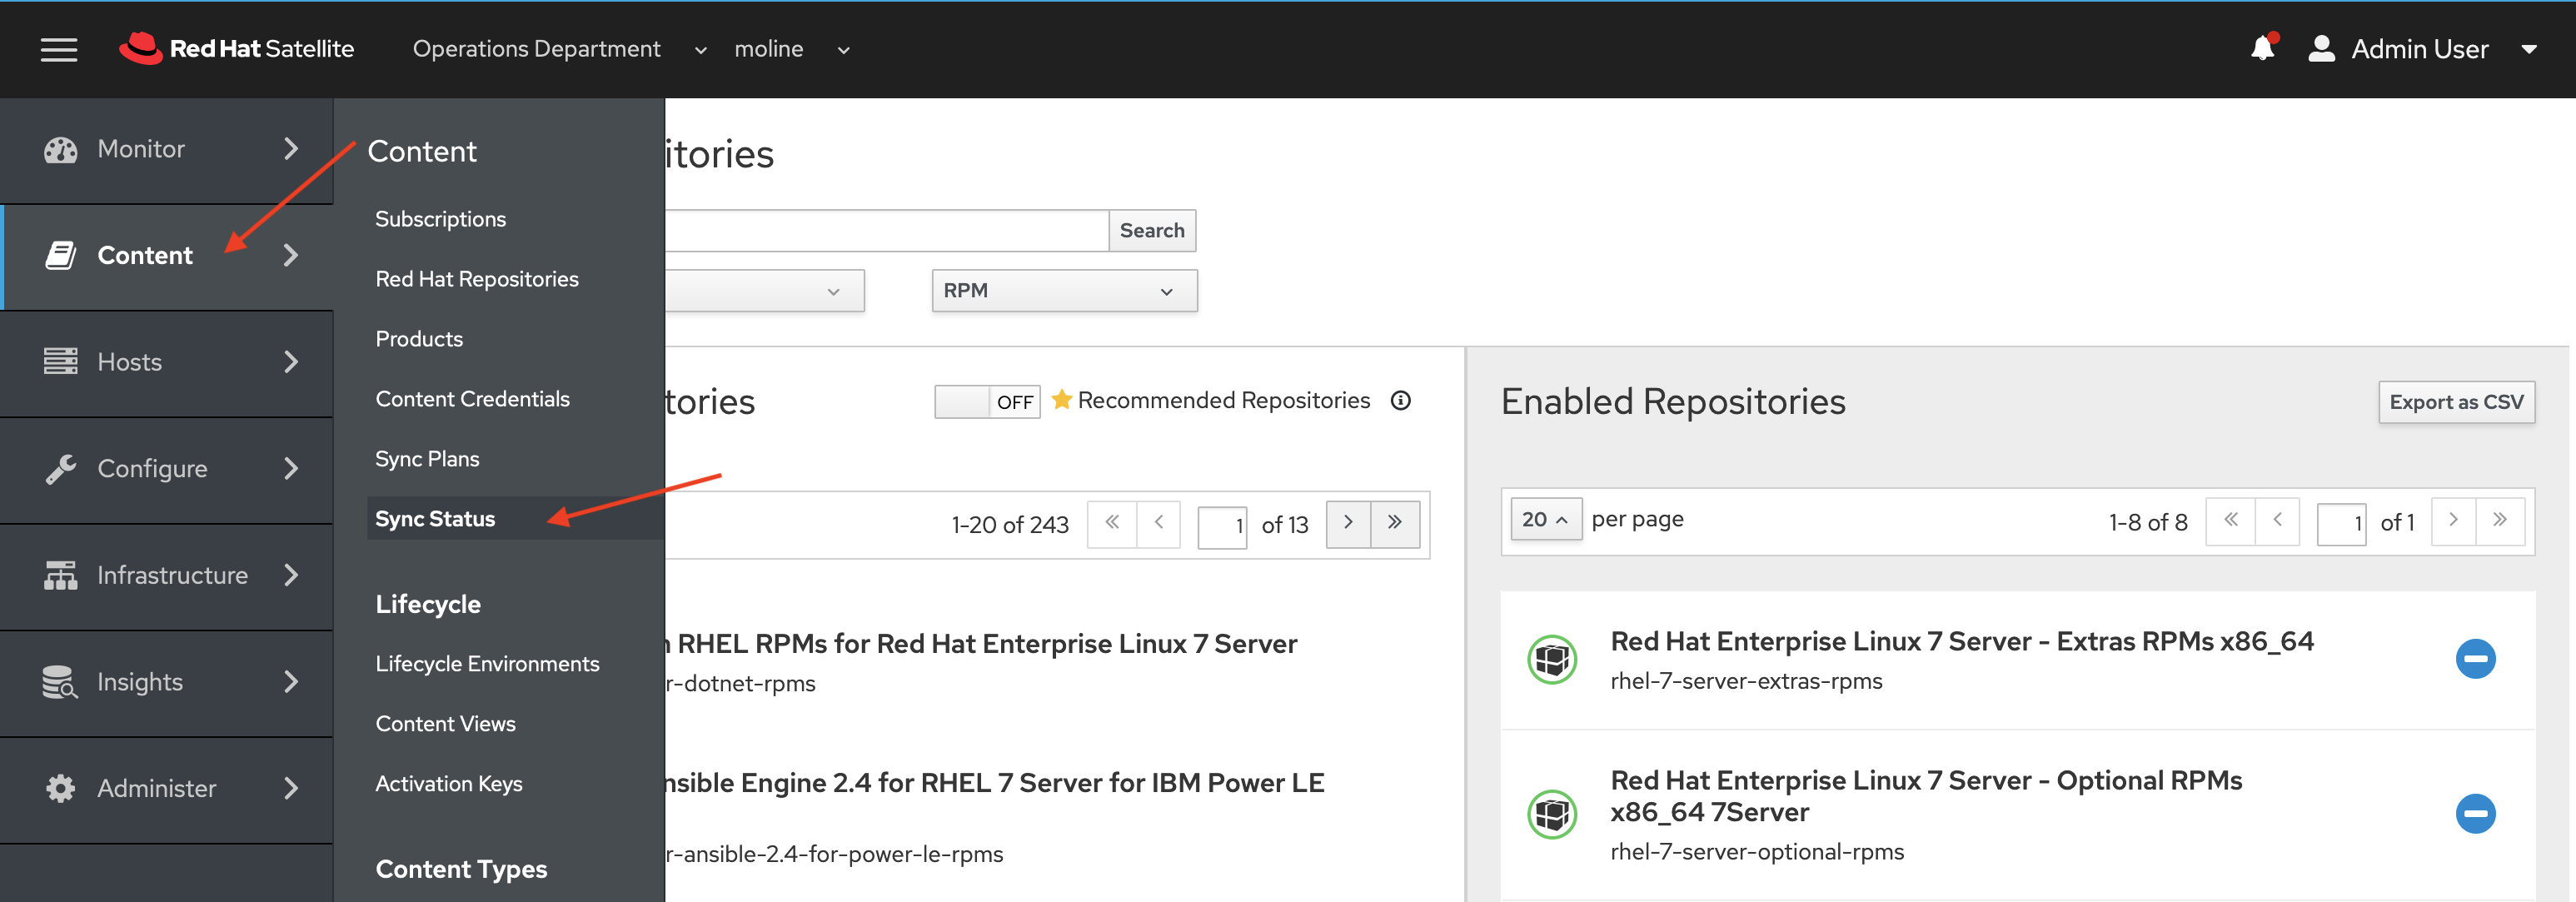 Red Hat Satellite
Operations Department
moline
Admin User
Monitor
Content
Hosts
Configure
Infrastructure
Insights
Administer
Content
Subscriptions
Red Hat Repositories
Products
Content Credentials
Sync Plans
Sync Status
Lifecycle
Lifecycle Environments
Content Views
Activation Keys
Content Types
itories
Search
RPM
tories
OFF
Recommended Repositories
1-20 of 243
1 of 13
RHEL RPMs for Red Hat Enterprise Linux 7 Server
r-dotnet-rpms
nsible Engine 2.4 for RHEL 7 Server for IBM Power LE
r-ansible-2.4-for-power-le-rpms
Enabled Repositories
Export as CSV
20 per page
1-8 of 8
1 of 1
Red Hat Enterprise Linux 7 Server - Extras RPMs x86_64
rhel-7-server-extras-rpms
Red Hat Enterprise Linux 7 Server - Optional RPMs
x86_64 7Server
rhel-7-server-optional-rpms